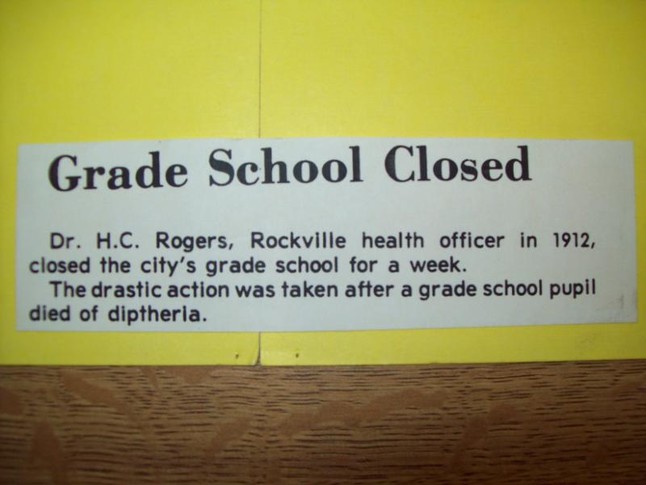 Grade School Closed
Dr. H.C. Rogers, Rockville health officer in 1912,
closed the city's grade school for a week.
The drastic action was taken after a grade school pupil
died of diptheria.